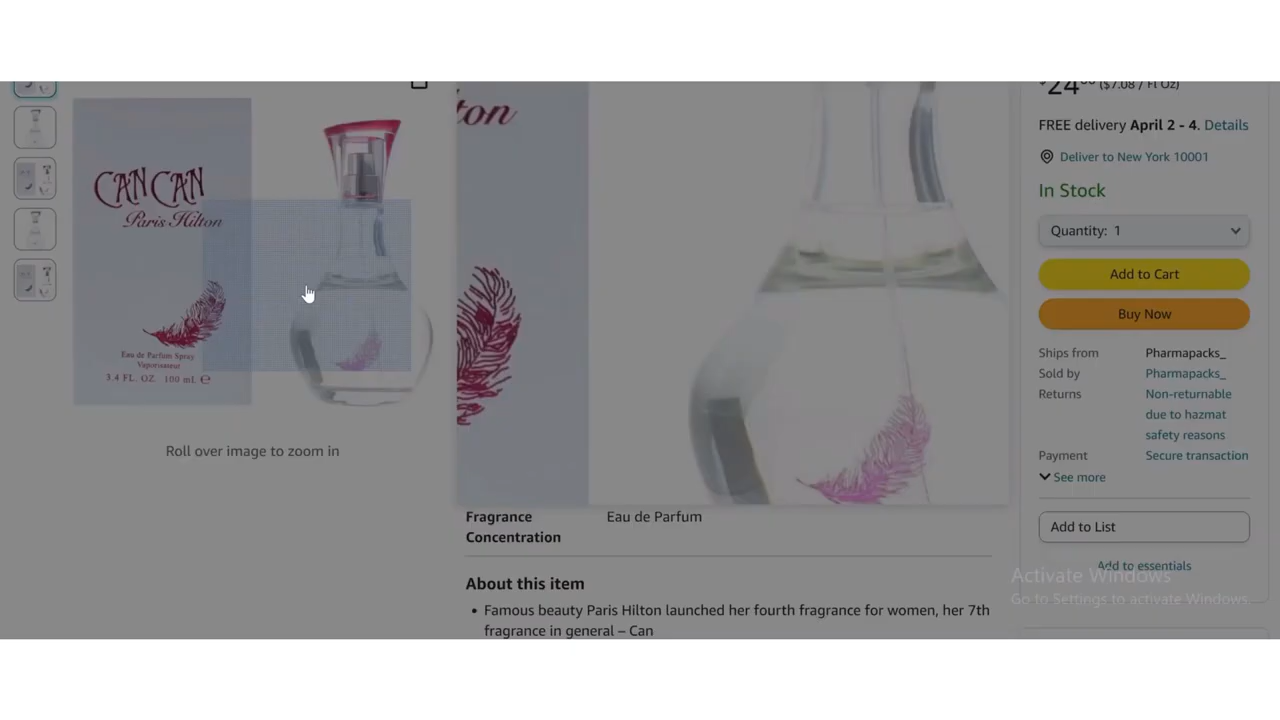 CAN CAN
Paris Hilton
Eau de Parfum Spray
Vaporisateur
3.4 FL. OZ 100 ml ℮
Roll over image to zoom in
ton
Fragrance Concentration
Eau de Parfum
About this item
• Famous beauty Paris Hilton launched her fourth fragrance for women, her 7th
fragrance in general – Can
($7.08 / Fl Oz)
FREE delivery April 2 - 4. Details
Deliver to New York 10001
In Stock
Quantity: 1
Add to Cart
Buy Now
Ships from Pharmapacks_
Sold by Pharmapacks_
Returns Non-returnable
due to hazmat
safety reasons
Payment Secure transaction
See more
Add to List
Add to essentials
Activate Windows
Go to Settings to activate Windows.